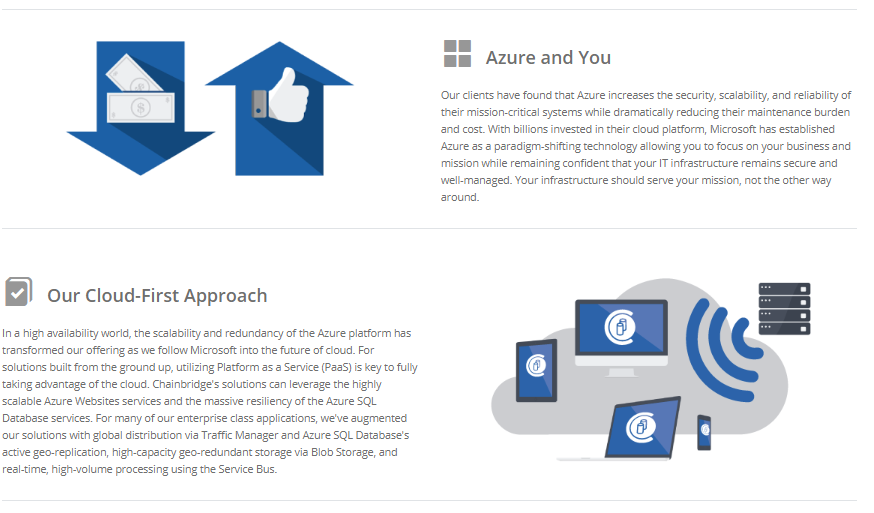 Azure and You
Our clients have found that Azure increases the security, scalability, and reliability of
their mission-critical systems while dramatically reducing their maintenance burden
and cost. With billions invested in their cloud platform, Microsoft has established
Azure as a paradigm-shifting technology allowing you to focus on your business and
mission while remaining confident that your IT infrastructure remains secure and
well-managed. Your infrastructure should serve your mission, not the other way
around.
Our Cloud-First Approach
In a high availability world, the scalability and redundancy of the Azure platform has
transformed our offering as we follow Microsoft into the future of cloud. For
solutions built from the ground up, utilizing Platform as a Service (PaaS) is key to fully
taking advantage of the cloud. Chainbridge's solutions can leverage the highly
scalable Azure Websites services and the massive resiliency of the Azure SQL
Database services. For many of our enterprise class applications, we've augmented
our solutions with global distribution via Traffic Manager and Azure SQL Database's
active geo-replication, high-capacity geo-redundant storage via Blob Storage, and
real-time, high-volume processing using the Service Bus.